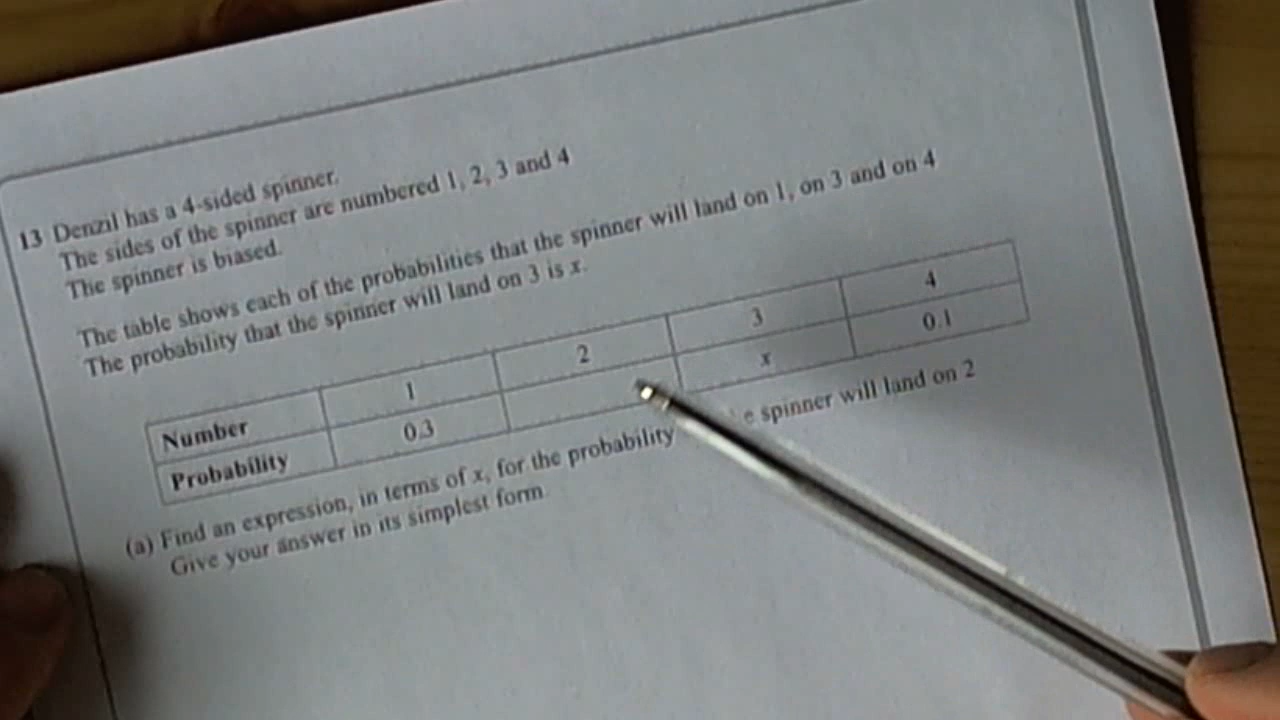 13 Denzil has a 4-sided spinner.
The sides of the spinner are numbered 1, 2, 3 and 4
The spinner is biased.
The table shows each of the probabilities that the spinner will land on 1, on 3 and on 4
The probability that the spinner will land on 3 is x.
Number 1 2 3 4
Probability 0.3 x 0.1
(a) Find an expression, in terms of x, for the probability spinner will land on 2
Give your answer in its simplest form.